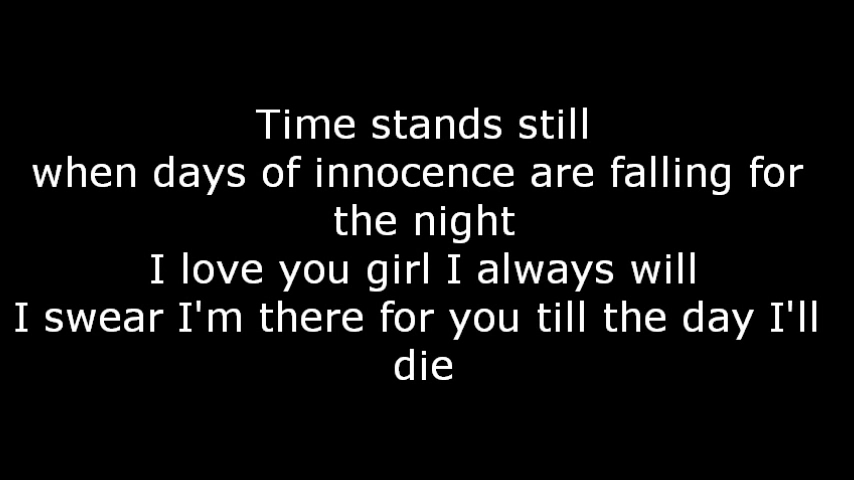 Time stands still
when days of innocence are falling for
the night
I love you girl I always will
I swear I'm there for you till the day I'll
die